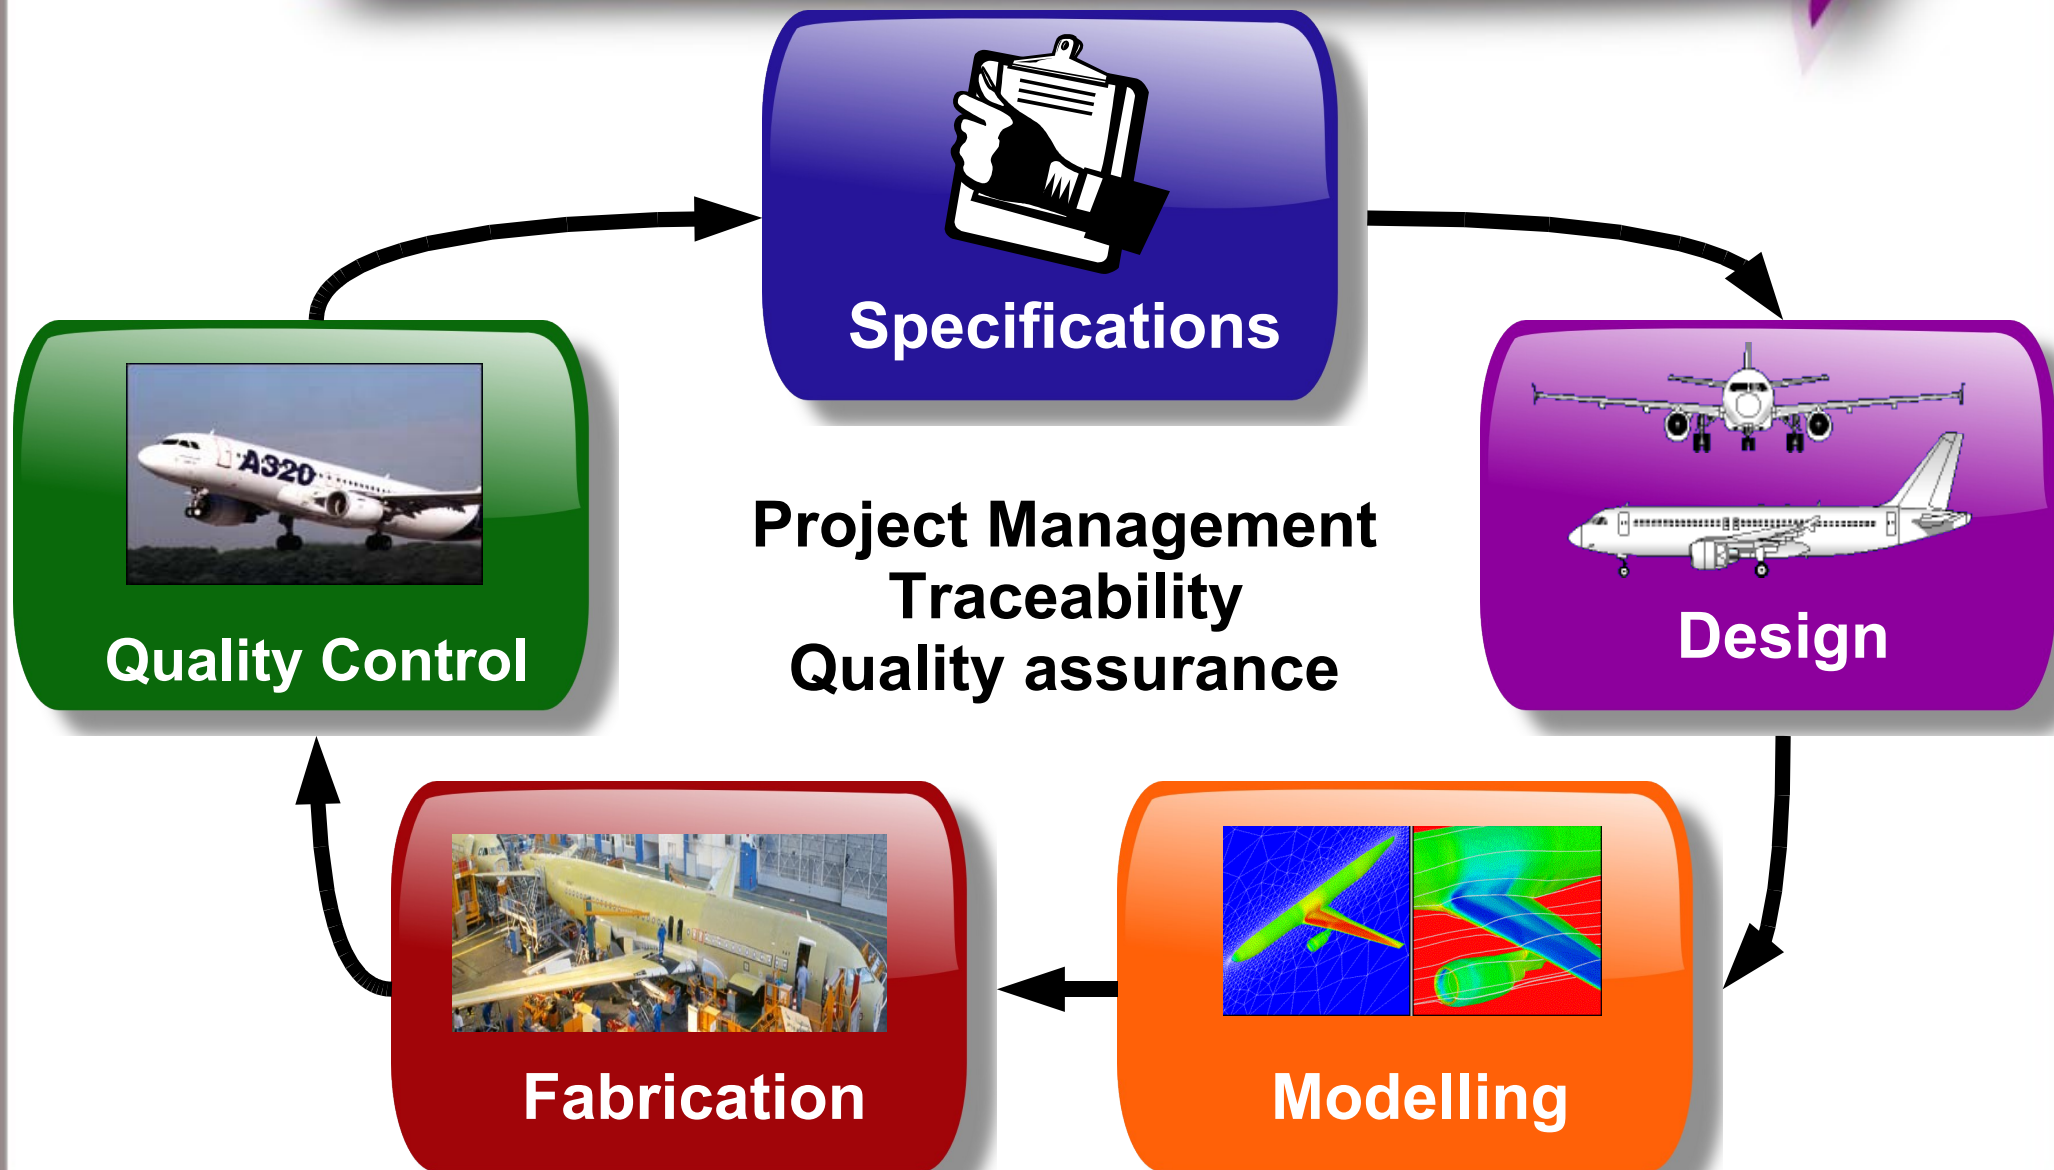 Specifications
A320
Quality Control
Project Management
Traceability
Quality assurance
Design
Fabrication
Modelling